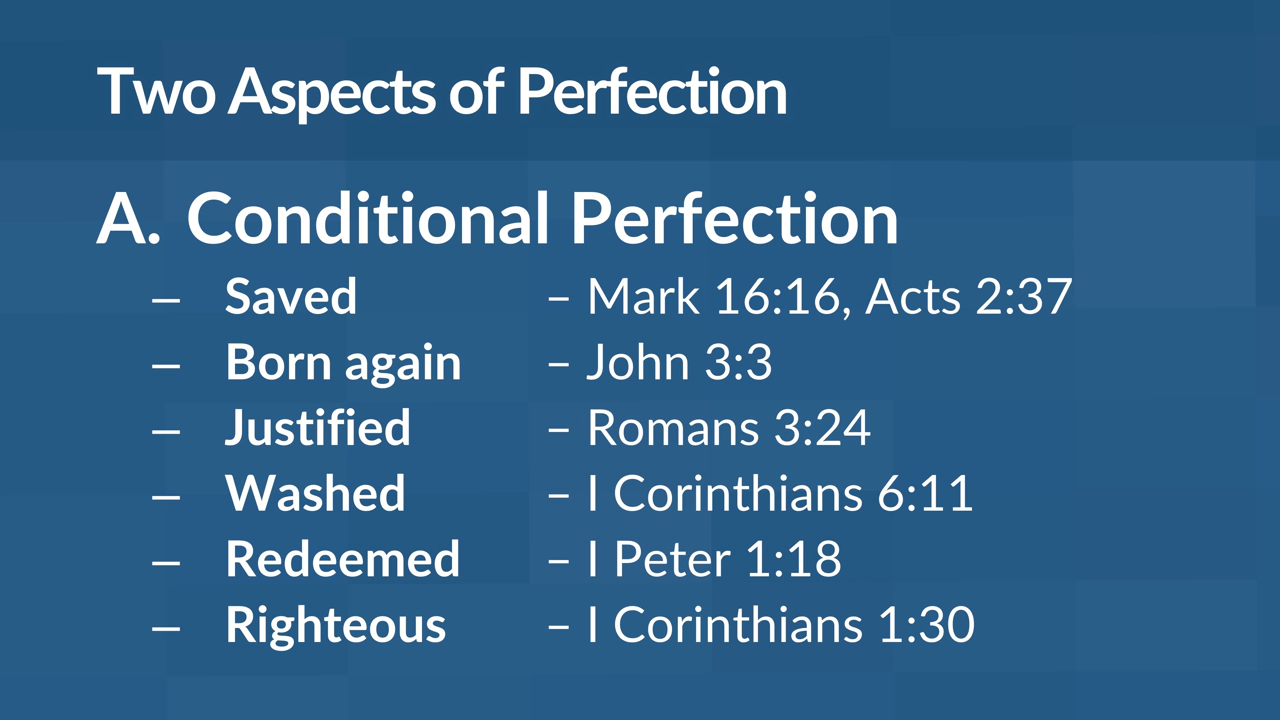 Two Aspects of Perfection
A. Conditional Perfection
– Saved – Mark 16:16, Acts 2:37
– Born again – John 3:3
– Justified – Romans 3:24
– Washed – I Corinthians 6:11
– Redeemed – I Peter 1:18
– Righteous – I Corinthians 1:30